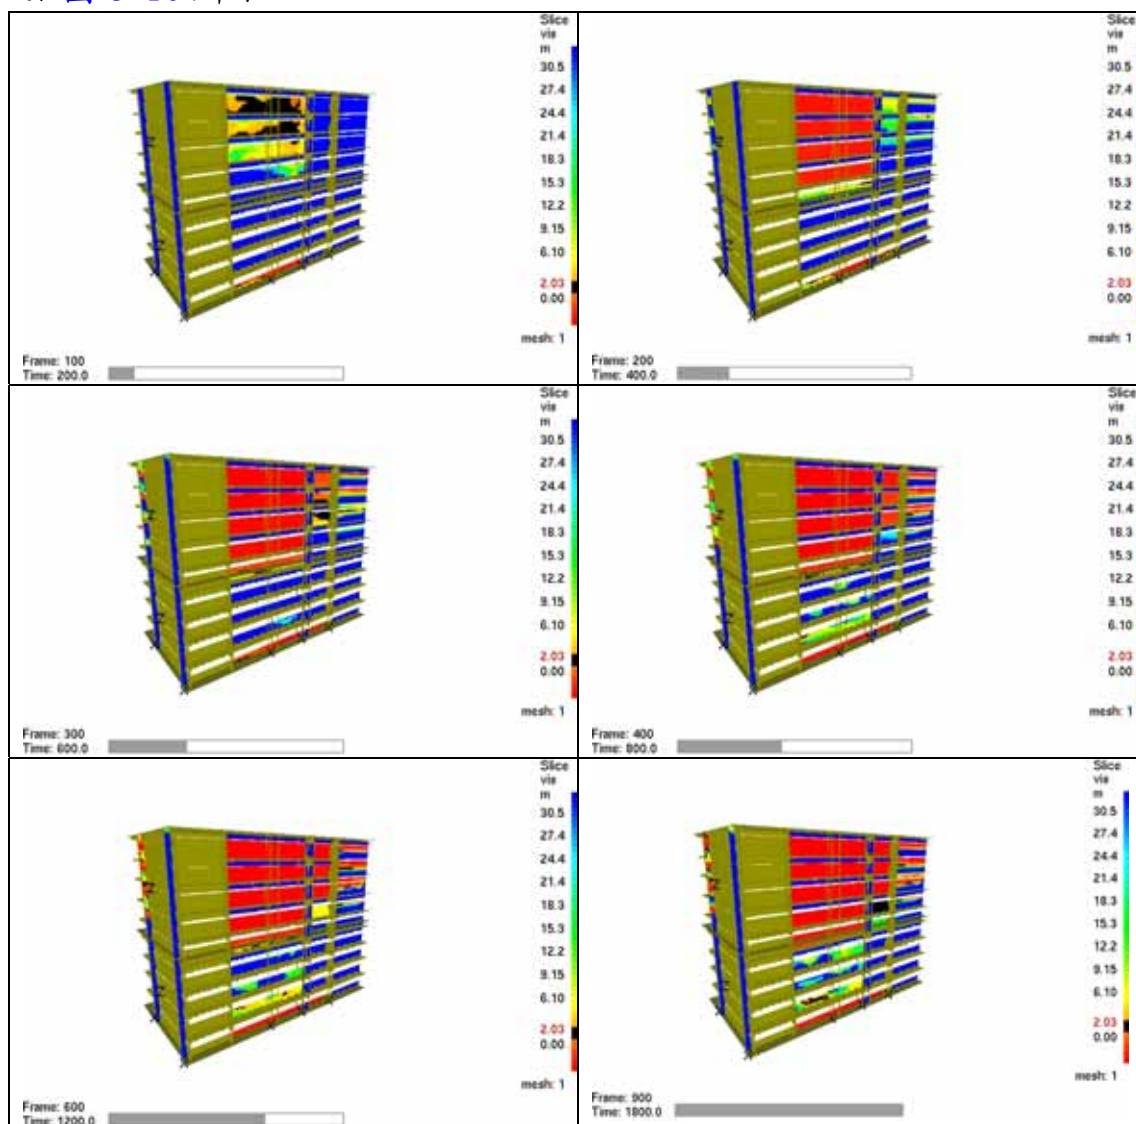 圖
Slice
vis
m
30.5
27.4
24.4
21.4
18.3
15.3
12.2
9.15
6.10
2.03
0.00
mesh: 1
Frame: 100
Time: 200.0
Slice
vis
m
30.5
27.4
24.4
21.4
18.3
15.3
12.2
9.15
6.10
2.03
0.00
mesh: 1
Frame: 200
Time: 400.0
Slice
vis
m
30.5
27.4
24.4
21.4
18.3
15.3
12.2
9.15
6.10
2.03
0.00
mesh: 1
Frame: 300
Time: 600.0
Slice
vis
m
30.5
27.4
24.4
21.4
18.3
15.3
12.2
9.15
6.10
2.03
0.00
mesh: 1
Frame: 400
Time: 800.0
Slice
vis
m
30.5
27.4
24.4
21.4
18.3
15.3
12.2
9.15
6.10
2.03
0.00
mesh: 1
Frame: 600
Time: 1200.0
Slice
vis
m
30.5
27.4
24.4
21.4
18.3
15.3
12.2
9.15
6.10
2.03
0.00
mesh: 1
Frame: 900
Time: 1800.0